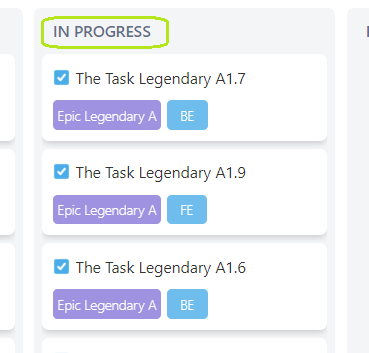 IN PROGRESS
The Task Legendary A1.7
Epic Legendary A BE
The Task Legendary A1.9
Epic Legendary A FE
The Task Legendary A1.6
Epic Legendary A BE